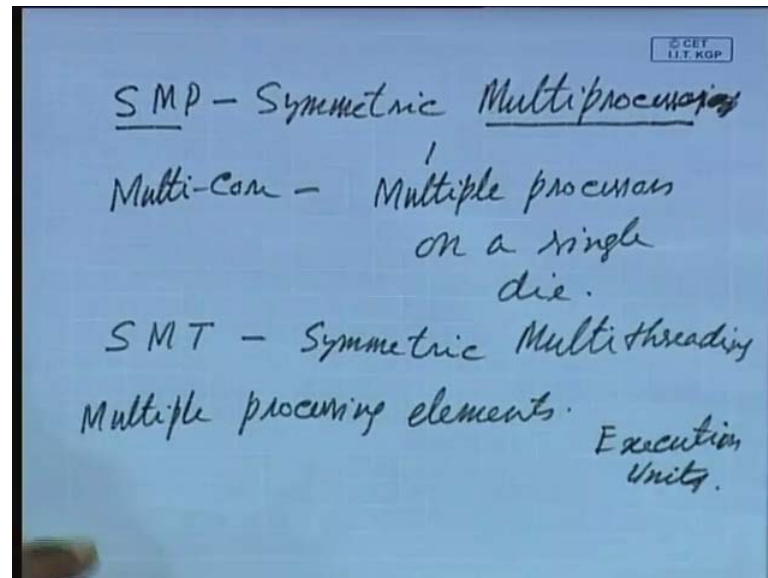 © CET
I.I.T. KGP
SMP - Symmetric Multiprocessing
Multi-Core - Multiple processors
on a single
die.
SMT - Symmetric Multithreading
Multiple processing elements.
Execution
Units.